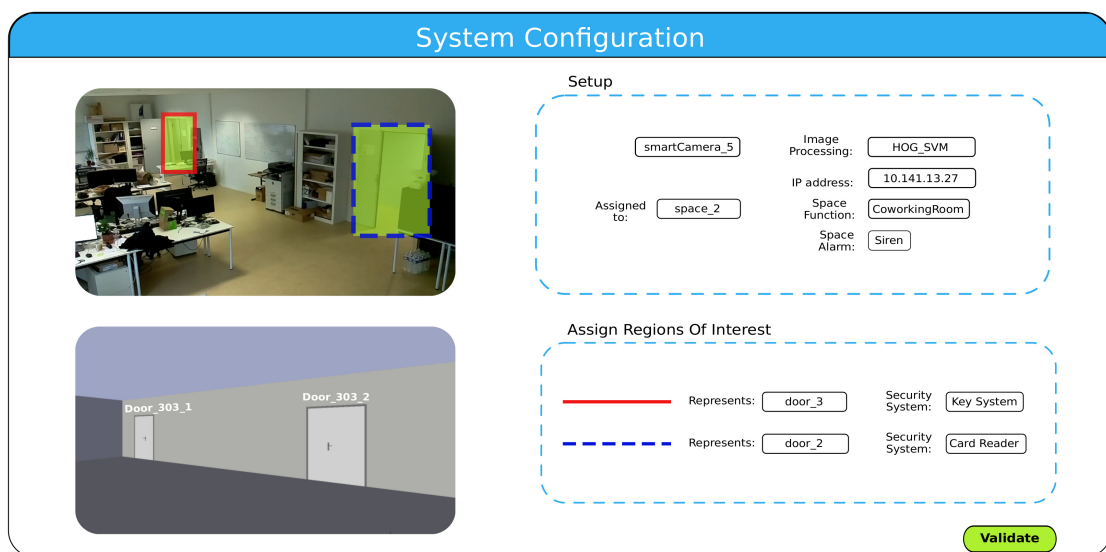 System Configuration
Setup
smartCamera_5
Image
Processing:
HOG_SVM
IP address:
10.141.13.27
Assigned
to:
space_2
Space
Function:
CoworkingRoom
Space
Alarm:
Siren
Door_303_1
Door_303_2
Assign Regions Of Interest
Represents:
door_3
Security
System:
Key System
Represents:
door_2
Security
System:
Card Reader
Validate